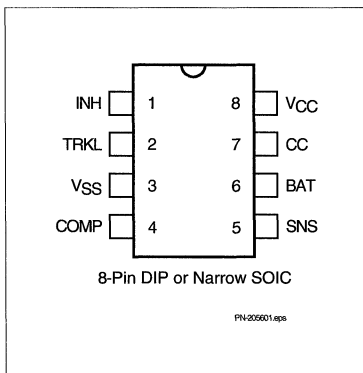 INH 1 8 VCC
TRKL 2 7 CC
VSS 3 6 BAT
COMP 4 5 SNS
8-Pin DIP or Narrow SOIC
PN-205601.eps